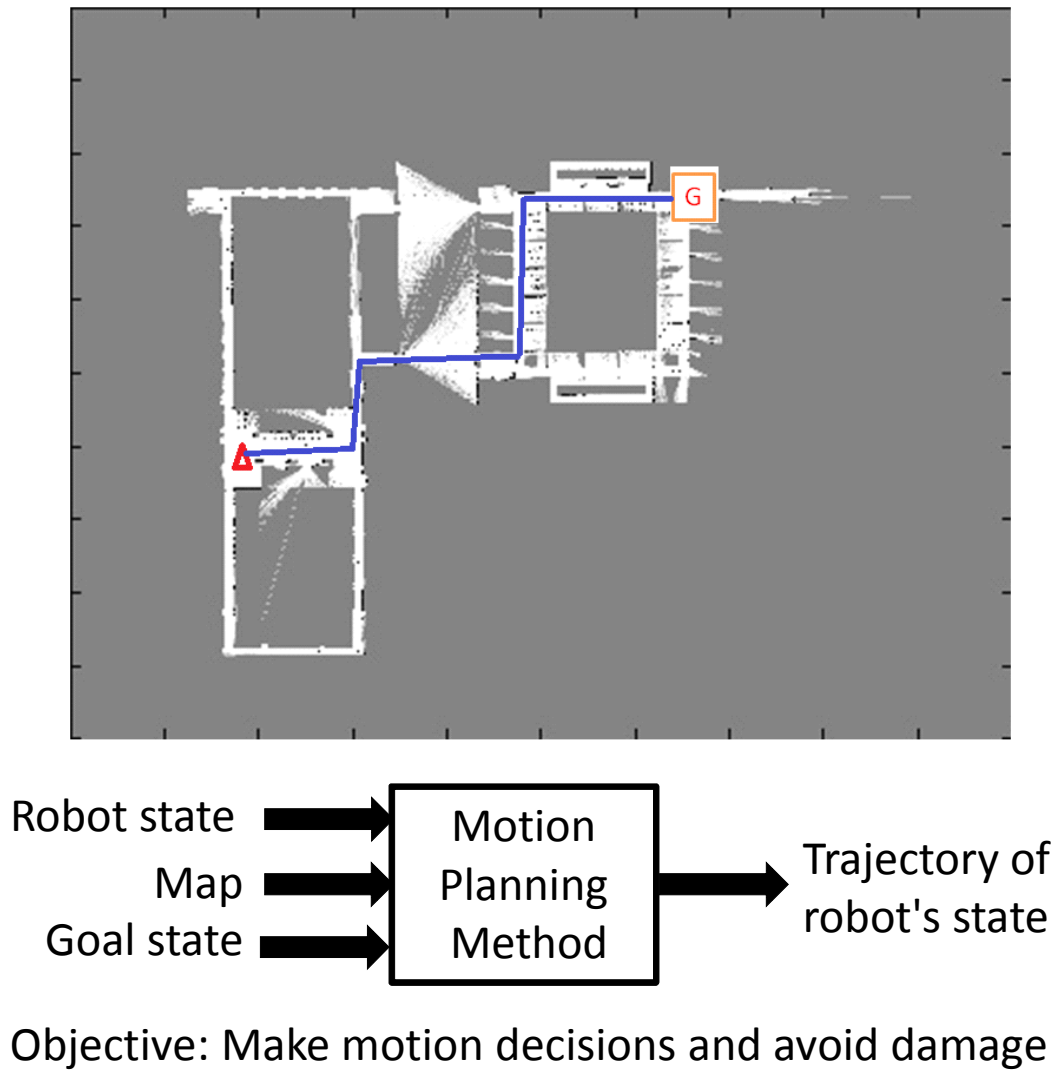 G
Robot state
Map
Goal state
Motion
Planning
Method
Trajectory of
robot's state
Objective: Make motion decisions and avoid damage